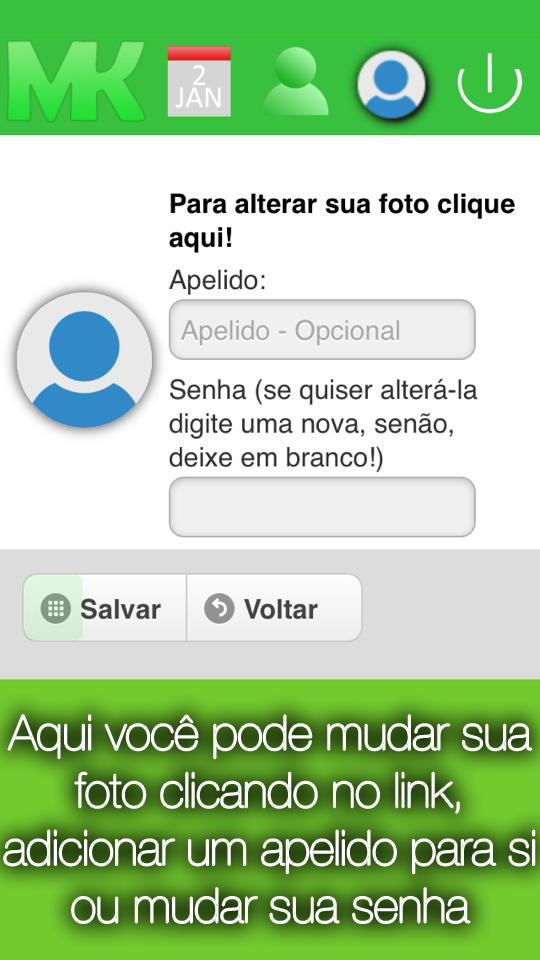 MK
2
JAN
Para alterar sua foto clique
aqui!
Apelido:
Apelido - Opcional
Senha (se quiser alterá-la
digite uma nova, senão,
deixe em branco!)
Salvar
Voltar
Aqui você pode mudar sua
foto clicando no link,
adicionar um apelido para si
ou mudar sua senha